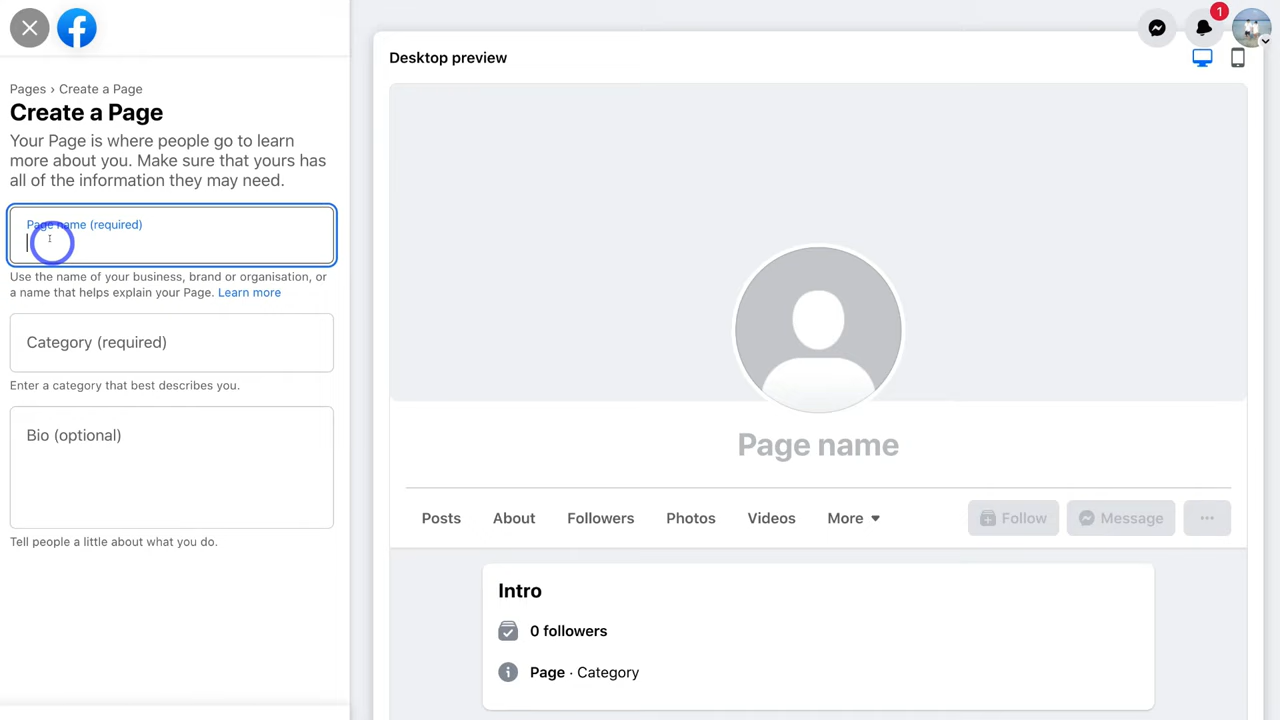 1
Pages › Create a Page
Create a Page
Your Page is where people go to learn
more about you. Make sure that yours has
all of the information they may need.
Page name (required)
Use the name of your business, brand or organisation, or
a name that helps explain your Page. Learn more
Category (required)
Enter a category that best describes you.
Bio (optional)
Tell people a little about what you do.
Desktop preview
Page name
Posts About Followers Photos Videos More Follow Message ...
Intro
0 followers
Page · Category